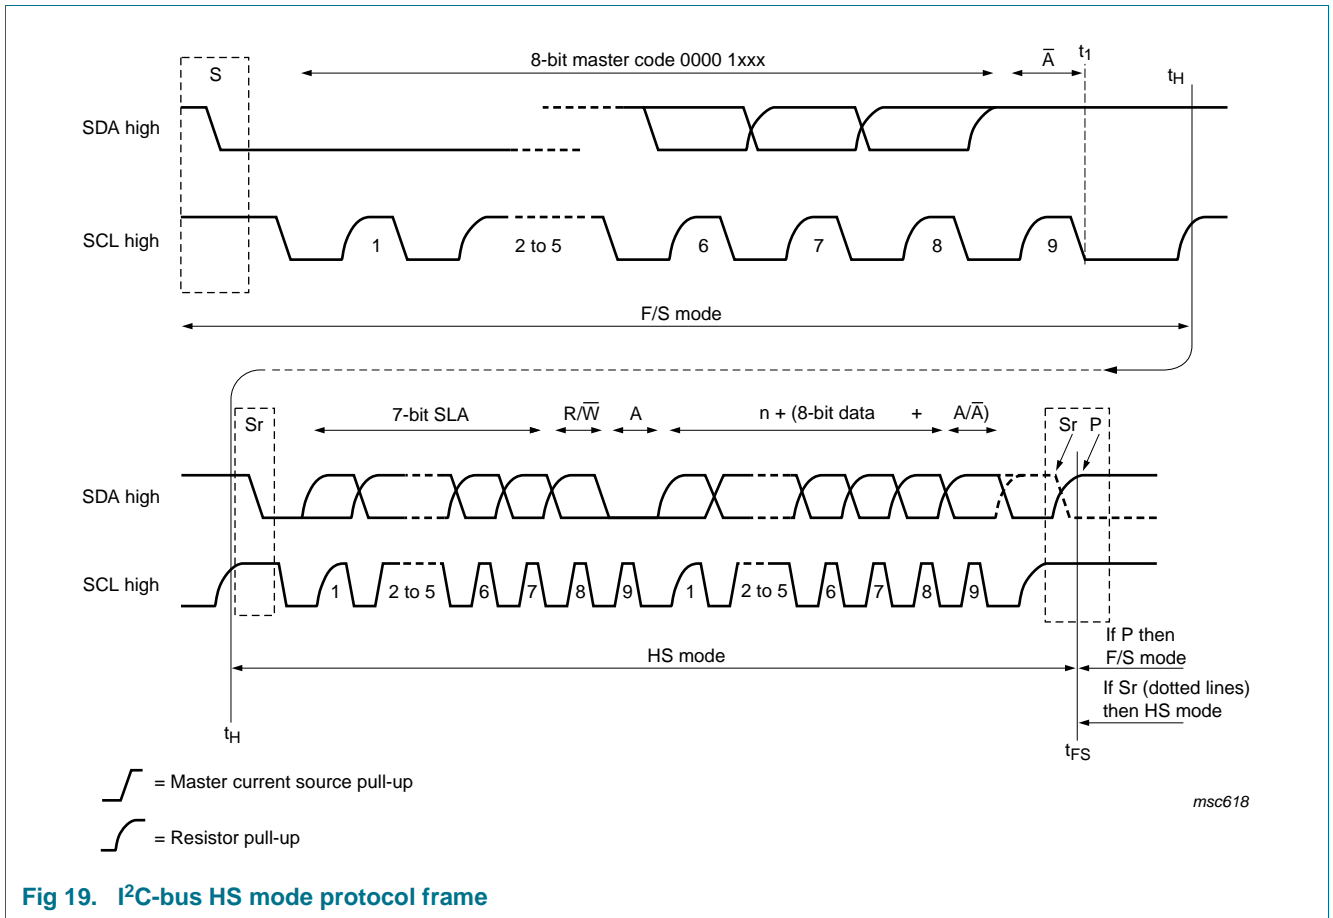 8-bit master code 0000 1xxx
A̅
t1
tH
S
SDA high
SCL high
1
2 to 5
6
7
8
9
F/S mode
7-bit SLA
R/W̅
A
n + (8-bit data + A/A̅)
Sr
Sr P
SDA high
SCL high
1
2 to 5
6
7
8
9
1
2 to 5
6
7
8
9
If P then
F/S mode
HS mode
If Sr (dotted lines)
then HS mode
tH
tFS
= Master current source pull-up
msc618
= Resistor pull-up
Fig 19. I²C-bus HS mode protocol frame